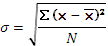 σ = √(Σ(x − x̅)² / N)